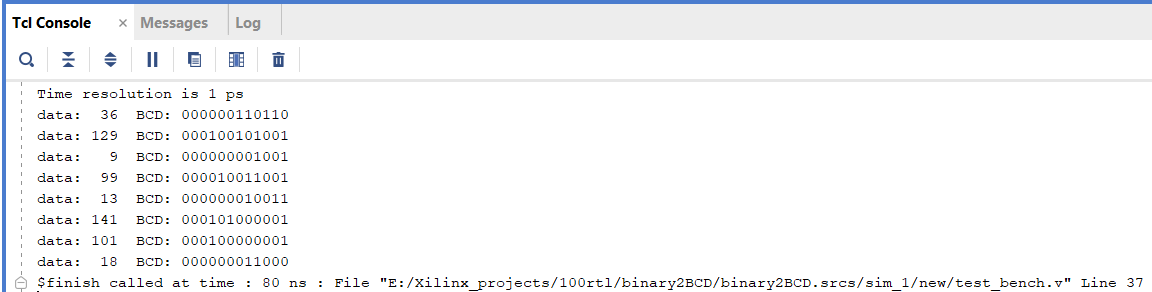 Tcl Console × Messages Log
Time resolution is 1 ps
data:  36  BCD: 000000110110
data: 129  BCD: 000100101001
data:   9  BCD: 000000001001
data:  99  BCD: 000010011001
data:  13  BCD: 000000010011
data: 141  BCD: 000101000001
data: 101  BCD: 000100000001
data:  18  BCD: 000000011000
$finish called at time : 80 ns : File "E:/Xilinx_projects/100rtl/binary2BCD/binary2BCD.srcs/sim_1/new/test_bench.v" Line 37